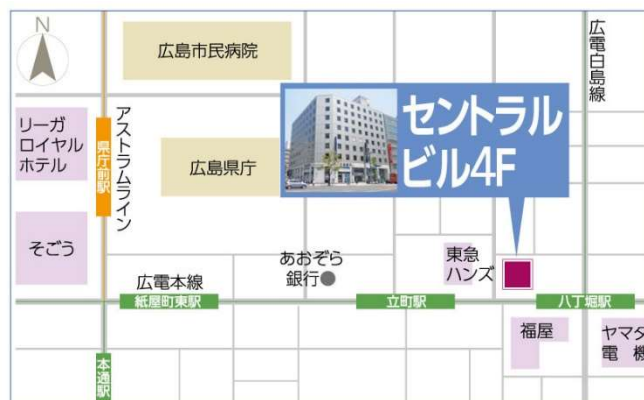 N
広島市民病院
広電白島線
リーガ
ロイヤル
ホテル
アストラムライン
県庁前駅
広島県庁
セントラル
ビル4F
そごう
あおぞら
銀行
東急
ハンズ
広電本線
紙屋町東駅
立町駅
八丁堀駅
福屋
ヤマダ
電 機
本通駅